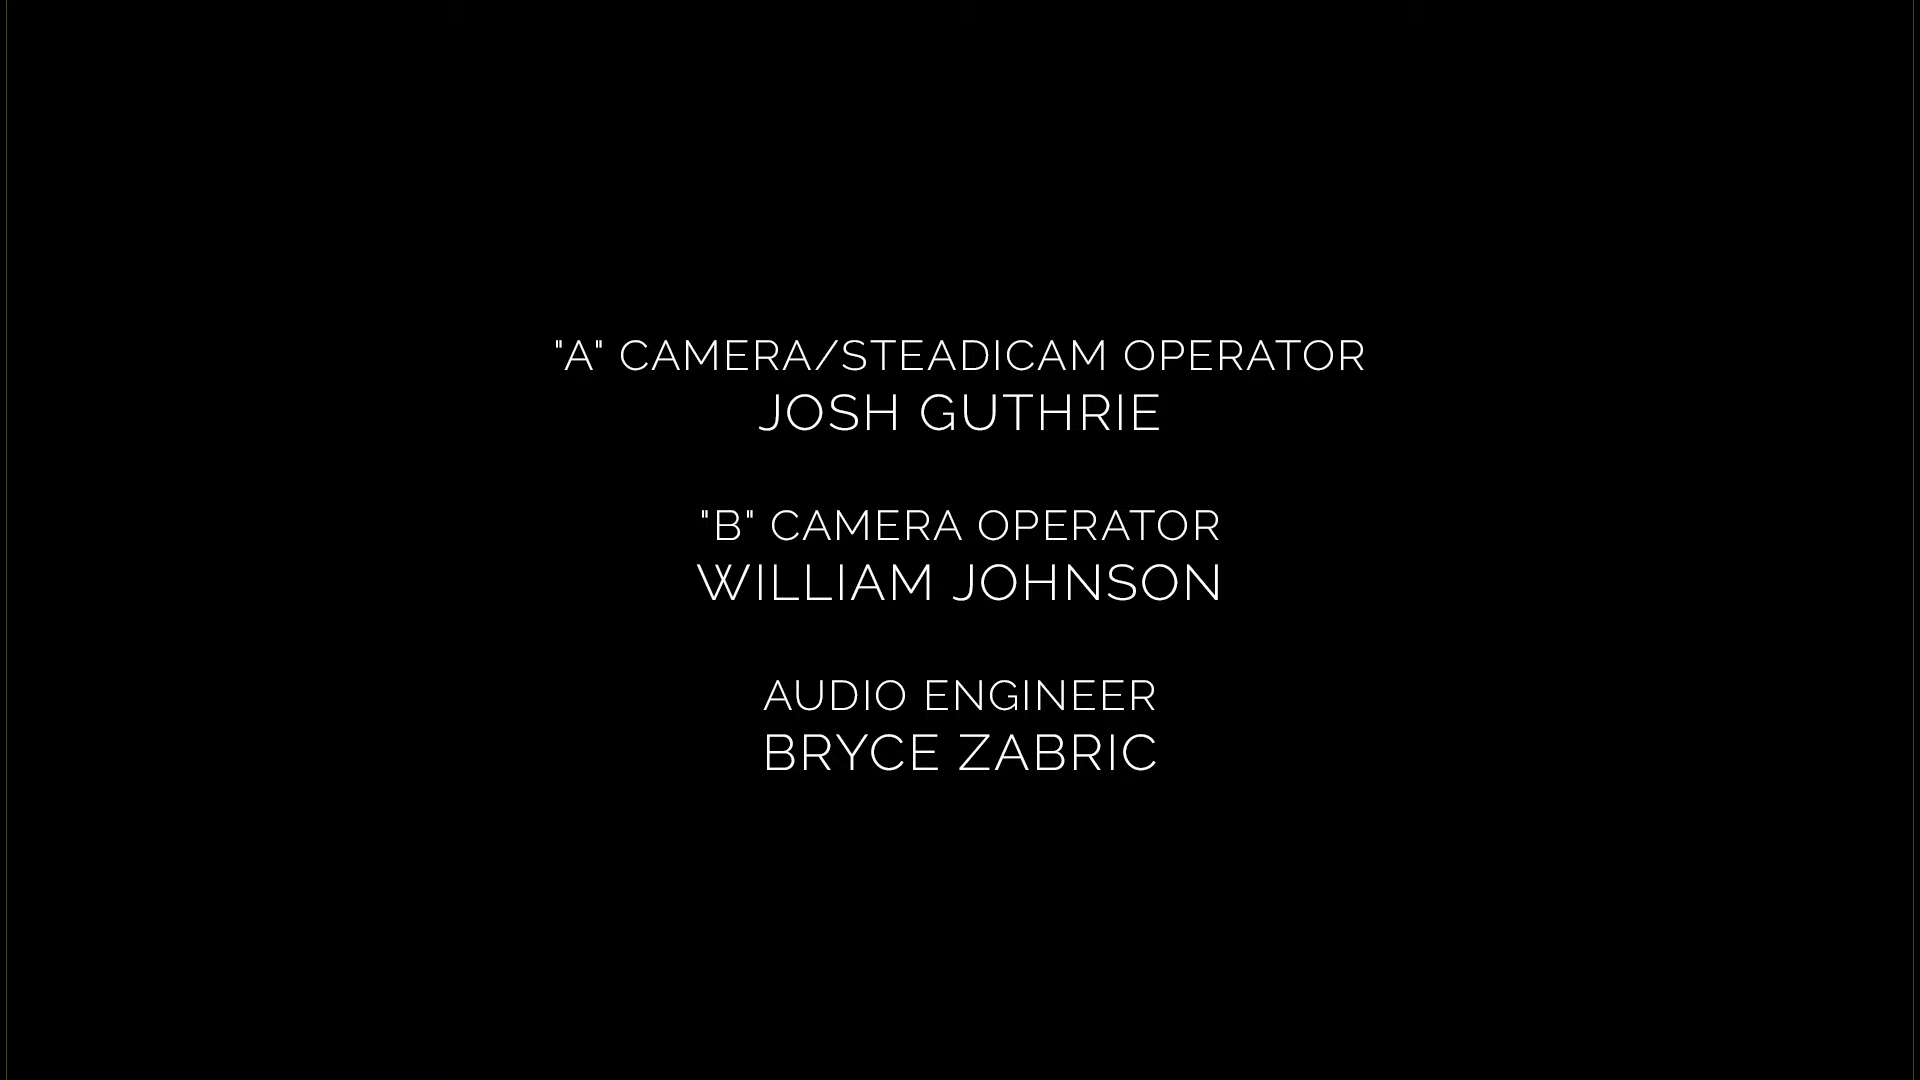 "A" CAMERA/STEADICAM OPERATOR
JOSH GUTHRIE
"B" CAMERA OPERATOR
WILLIAM JOHNSON
AUDIO ENGINEER
BRYCE ZABRIC